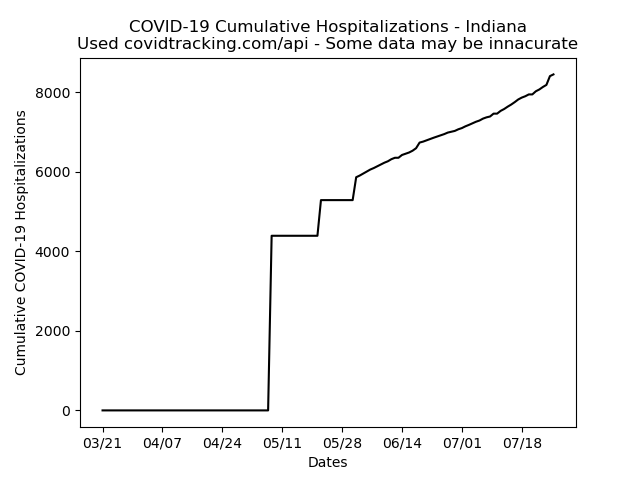 COVID-19 Cumulative Hospitalizations - Indiana
Used covidtracking.com/api - Some data may be innacurate
Cumulative COVID-19 Hospitalizations
8000
6000
4000
2000
0
03/21 04/07 04/24 05/11 05/28 06/14 07/01 07/18
Dates